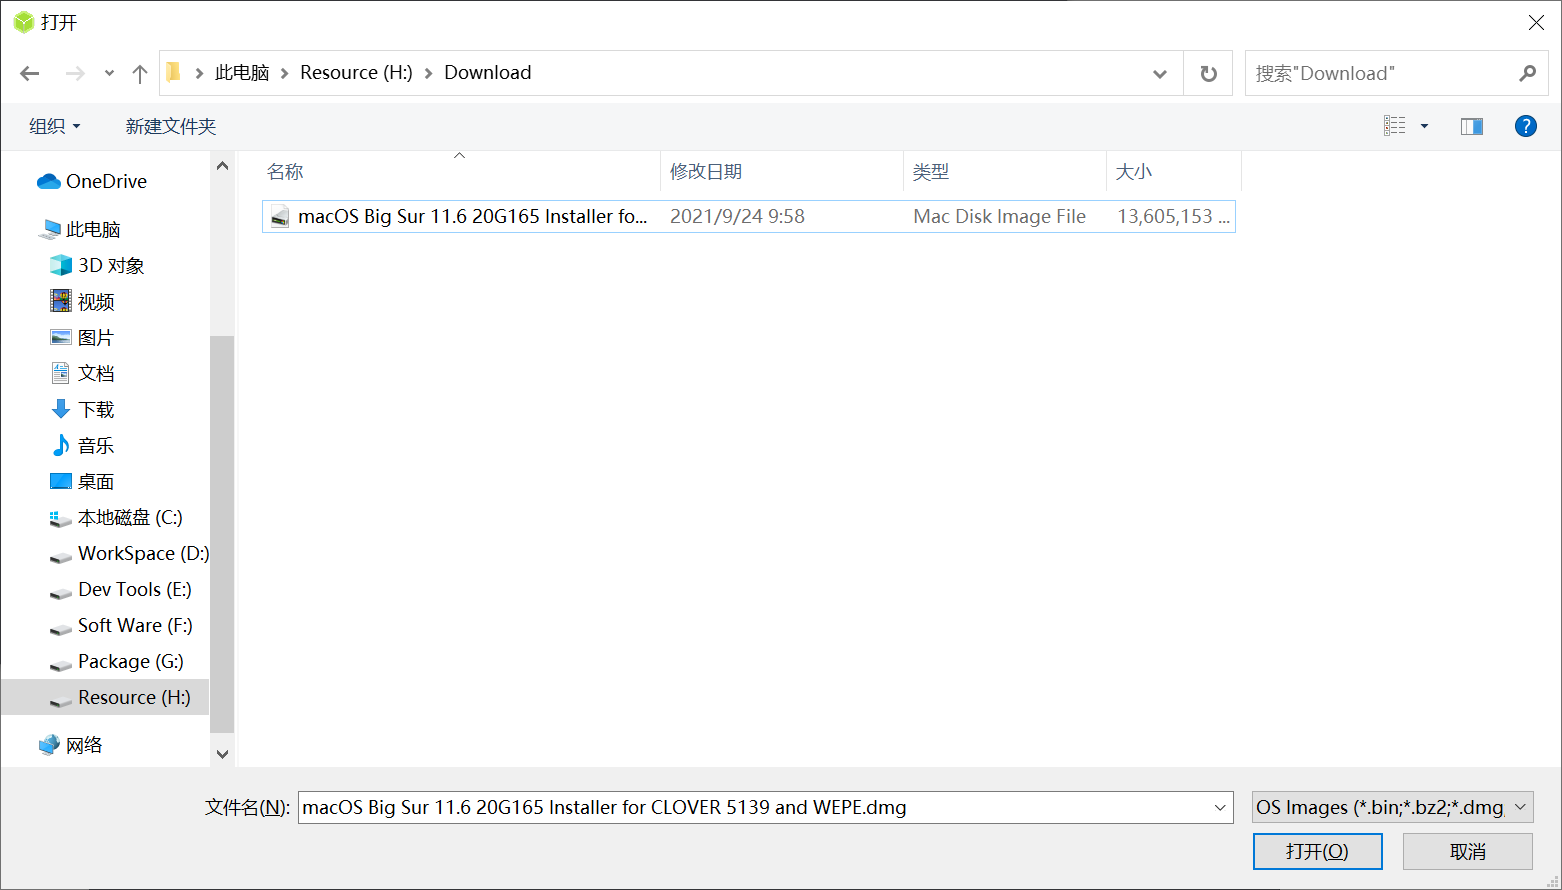 打开
此电脑 Resource (H:) Download
搜索"Download"
组织 新建文件夹
?
名称 修改日期 类型 大小
macOS Big Sur 11.6 20G165 Installer fo... 2021/9/24 9:58 Mac Disk Image File 13,605,153 ...
OneDrive
此电脑
3D 对象
视频
图片
文档
下载
音乐
桌面
本地磁盘 (C:)
WorkSpace (D:)
Dev Tools (E:)
Soft Ware (F:)
Package (G:)
Resource (H:)
网络
文件名(N): macOS Big Sur 11.6 20G165 Installer for CLOVER 5139 and WEPE.dmg
OS Images (*.bin;*.bz2;*.dmg,
打开(O) 取消